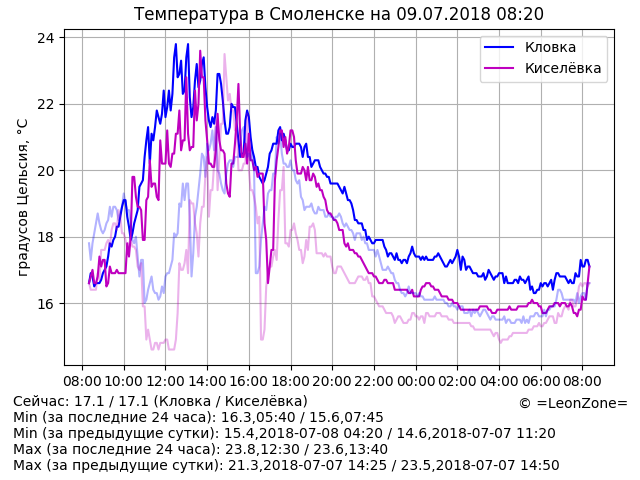 Температура в Смоленске на 09.07.2018 08:20
Кловка
Киселёвка
градусов Цельсия, °C
24
22
20
18
16
08:00 10:00 12:00 14:00 16:00 18:00 20:00 22:00 00:00 02:00 04:00 06:00 08:00
Сейчас: 17.1 / 17.1 (Кловка / Киселёвка)
© =LeonZone=
Min (за последние 24 часа): 16.3,05:40 / 15.6,07:45
Min (за предыдущие сутки): 15.4,2018-07-08 04:20 / 14.6,2018-07-07 11:20
Max (за последние 24 часа): 23.8,12:30 / 23.6,13:40
Max (за предыдущие сутки): 21.3,2018-07-07 14:25 / 23.5,2018-07-07 14:50